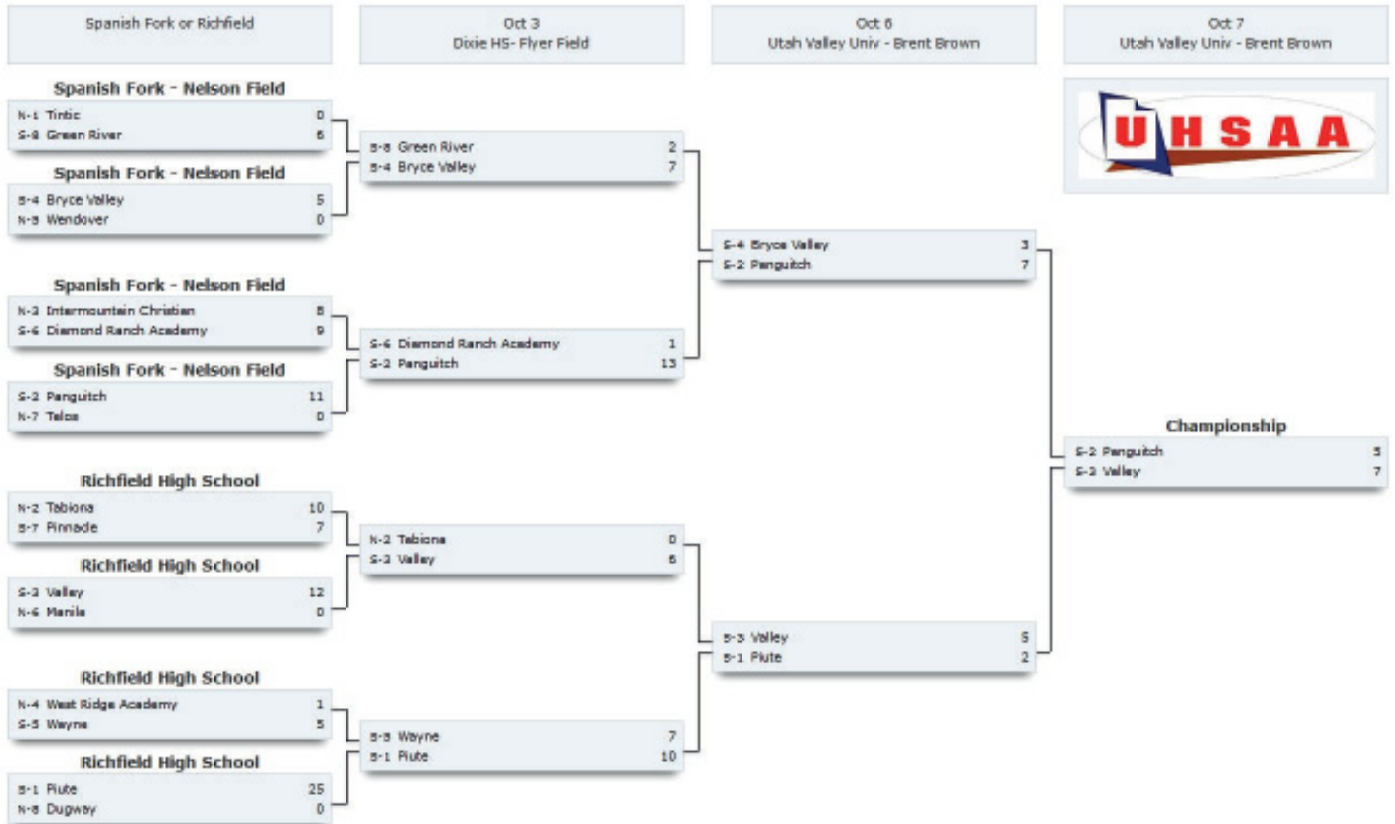 Spanish Fork or Richfield
Oct 3
Dixie HS- Flyer Field
Oct 6
Utah Valley Univ - Brent Brown
Oct 7
Utah Valley Univ - Brent Brown
UHSAA
Spanish Fork - Nelson Field
N-1 Tintic 0
S-8 Green River 6
Spanish Fork - Nelson Field
S-4 Bryce Valley 5
N-5 Wendover 0
Spanish Fork - Nelson Field
N-3 Intermountain Christian 8
S-6 Diamond Ranch Academy 9
Spanish Fork - Nelson Field
S-2 Panguitch 11
N-7 Telos 0
Richfield High School
N-2 Tabiona 10
S-7 Pinnacle 7
Richfield High School
S-3 Valley 12
N-6 Manila 0
Richfield High School
N-4 West Ridge Academy 1
S-5 Wayne 5
Richfield High School
S-1 Piute 25
N-8 Dugway 0
S-8 Green River 2
S-4 Bryce Valley 7
S-6 Diamond Ranch Academy 1
S-2 Panguitch 13
N-2 Tabiona 0
S-3 Valley 6
S-5 Wayne 7
S-1 Piute 10
S-4 Bryce Valley 3
S-2 Panguitch 7
S-3 Valley 5
S-1 Piute 2
Championship
S-2 Panguitch 5
S-3 Valley 7